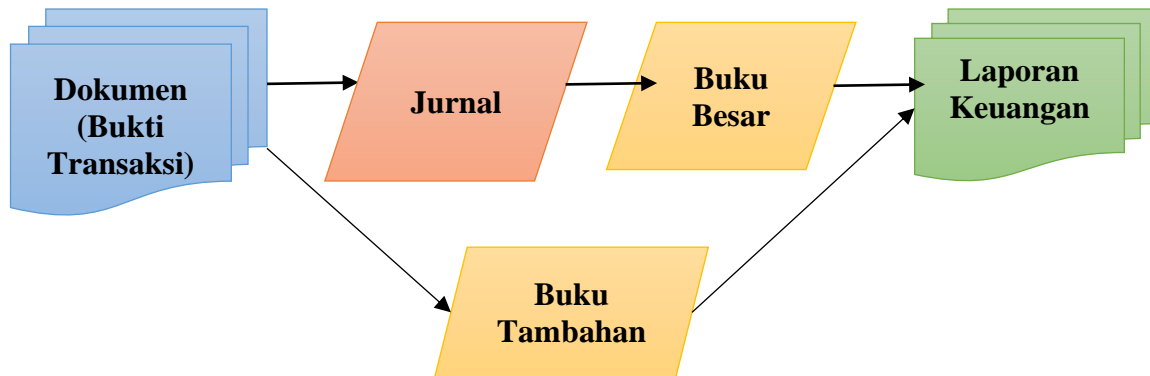 Dokumen
(Bukti
Transaksi)
Jurnal
Buku
Besar
Laporan
Keuangan
Buku
Tambahan